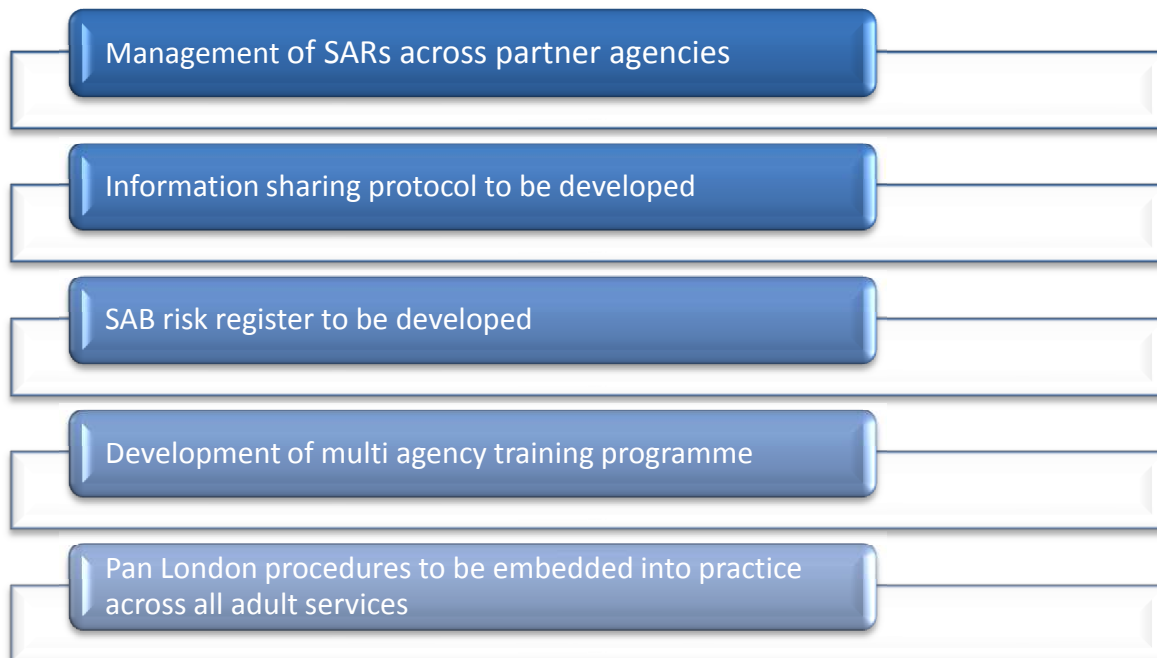 Management of SARs across partner agencies
Information sharing protocol to be developed
SAB risk register to be developed
Development of multi agency training programme
Pan London procedures to be embedded into practice
across all adult services